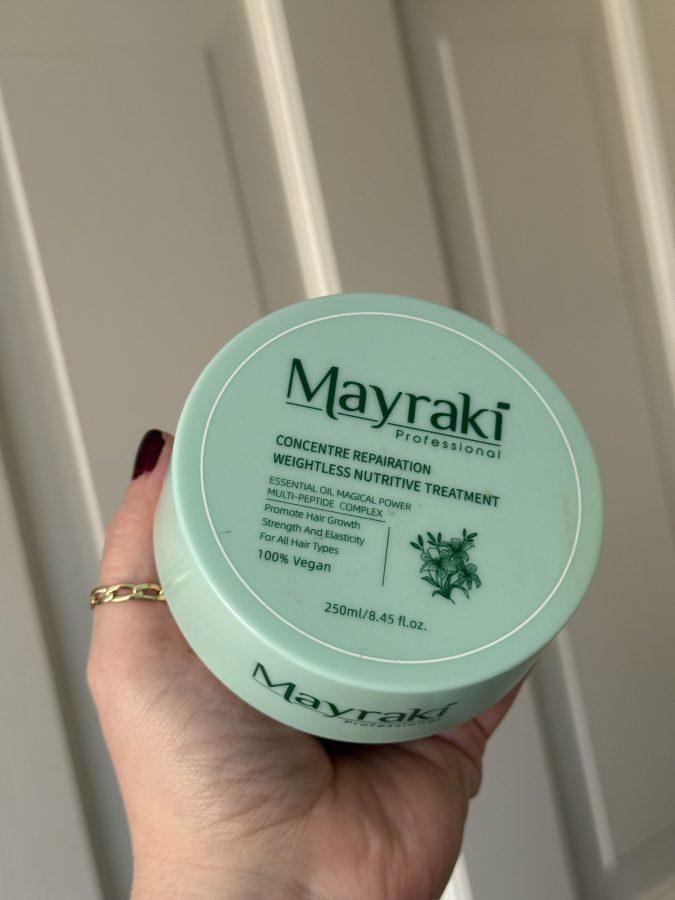 Mayraki
Professional
CONCENTRE REPAIRATION
WEIGHTLESS NUTRITIVE TREATMENT
ESSENTIAL OIL MAGICAL POWER
MULTI-PEPTIDE COMPLEX
Promote Hair Growth
Strength And Elasticity
For All Hair Types
100% Vegan
250ml/8.45 fl.oz.
Mayraki
Professional